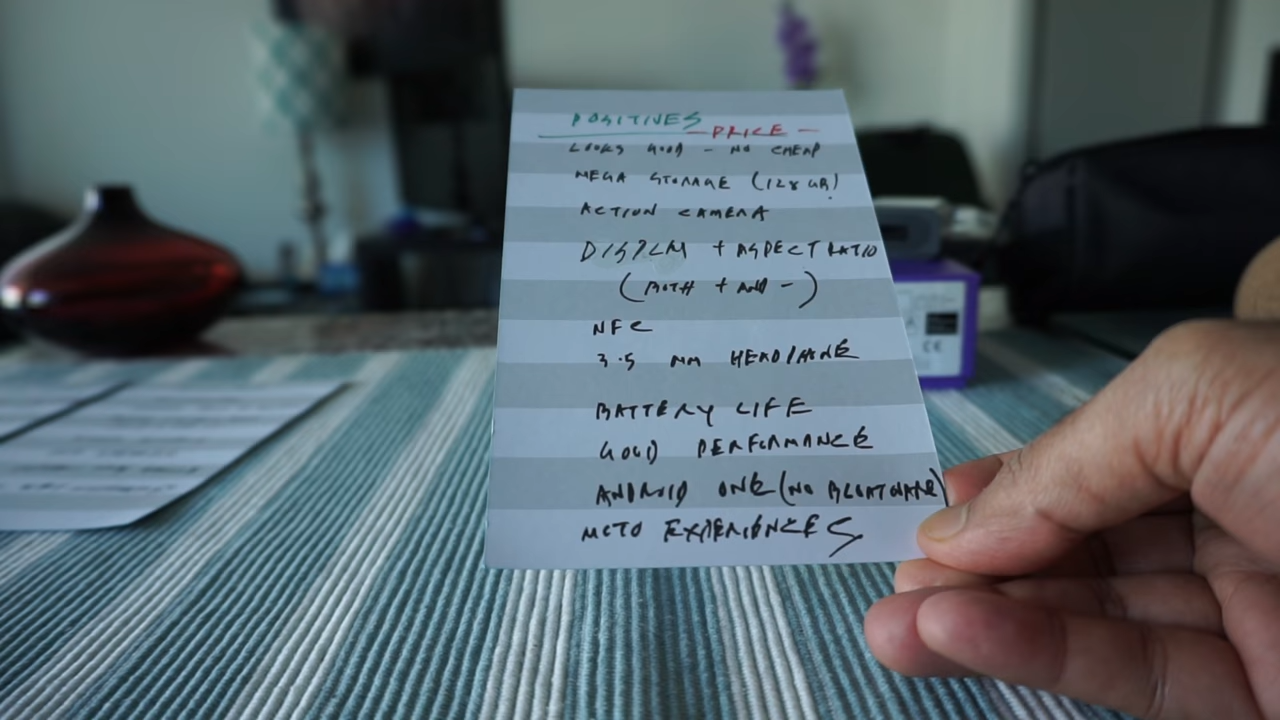 POSITIVES
- PRICE -
LOOKS GOOD - NO CHEAP
MEGA STORAGE (128 GB)
ACTION CAMERA
DISPLAY + ASPECT RATIO
(BOTH + AND -)
NFC
3.5 MM HEADPHONE
BATTERY LIFE
GOOD PERFORMANCE
ANDROID ONE (NO BLOATWARE)
MOTO EXPERIENCES
CE